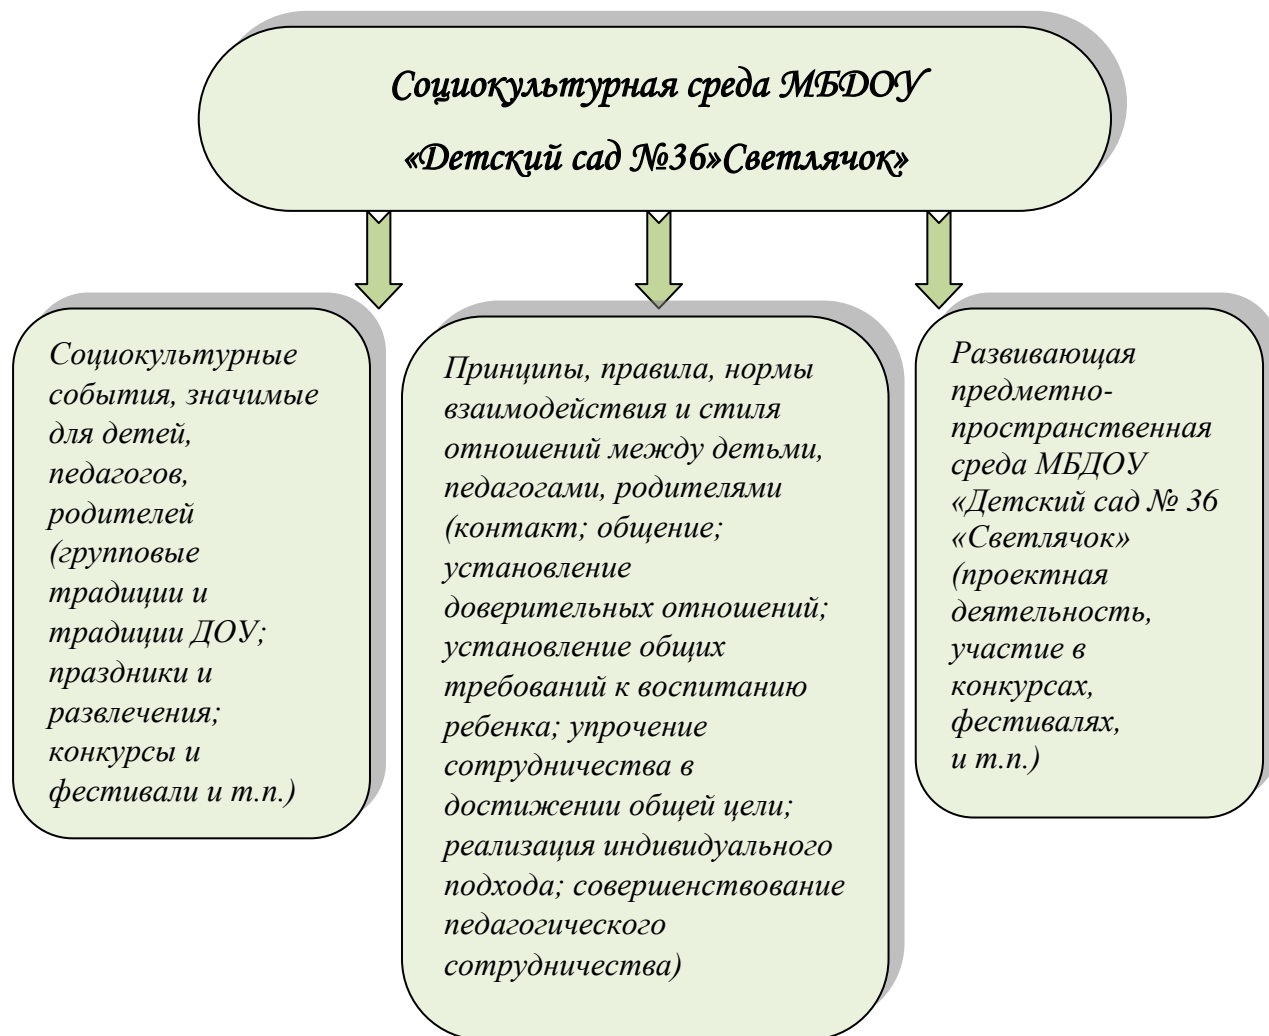 Социокультурная среда МБДОУ
«Детский сад №36»Светлячок»
Социокультурные
события, значимые
для детей,
педагогов,
родителей
(групповые
традиции и
традиции ДОУ;
праздники и
развлечения;
конкурсы и
фестивали и т.п.)
Принципы, правила, нормы
взаимодействия и стиля
отношений между детьми,
педагогами, родителями
(контакт; общение;
установление
доверительных отношений;
установление общих
требований к воспитанию
ребенка; упрочение
сотрудничества в
достижении общей цели;
реализация индивидуального
подхода; совершенствование
педагогического
сотрудничества)
Развивающая
предметно-
пространственная
среда МБДОУ
«Детский сад № 36
«Светлячок»
(проектная
деятельность,
участие в
конкурсах,
фестивалях,
и т.п.)